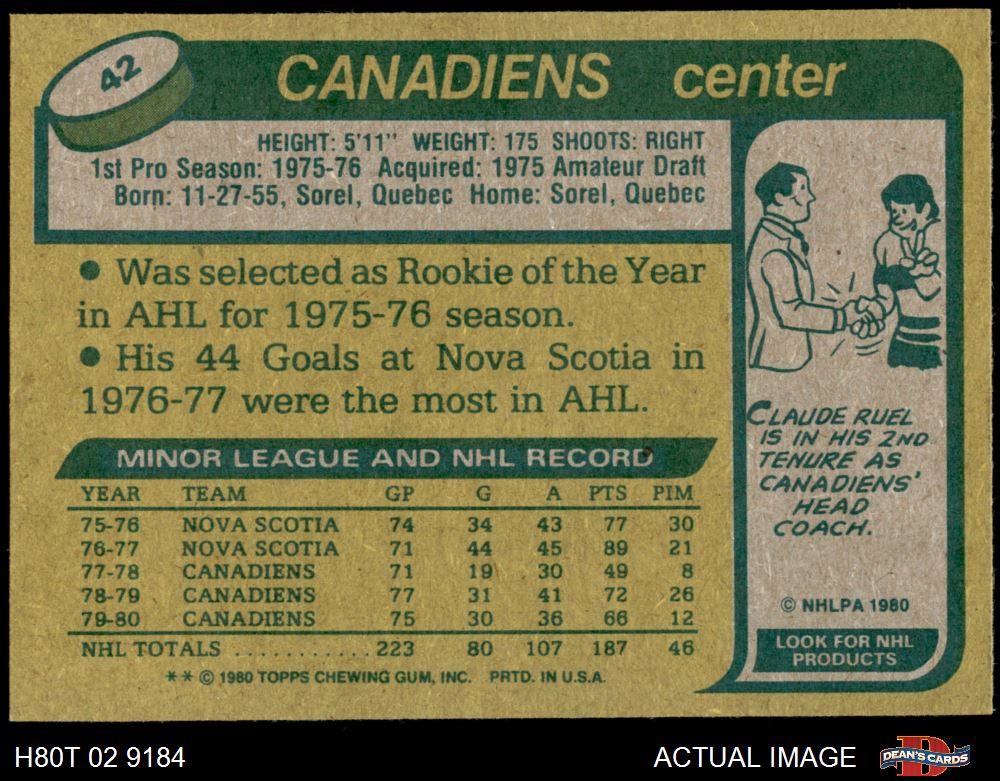 42
CANADIENS center
HEIGHT: 5'11" WEIGHT: 175 SHOOTS: RIGHT
1st Pro Season: 1975-76 Acquired: 1975 Amateur Draft
Born: 11-27-55, Sorel, Quebec Home: Sorel, Quebec
• Was selected as Rookie of the Year
in AHL for 1975-76 season.
• His 44 Goals at Nova Scotia in
1976-77 were the most in AHL.
MINOR LEAGUE AND NHL RECORD
YEAR TEAM GP G A PTS PIM
75-76 NOVA SCOTIA 74 34 43 77 30
76-77 NOVA SCOTIA 71 44 45 89 21
77-78 CANADIENS 71 19 30 49 8
78-79 CANADIENS 77 31 41 72 26
79-80 CANADIENS 75 30 36 66 12
NHL TOTALS ........... 223 80 107 187 46
** © 1980 TOPPS CHEWING GUM, INC. PRTD. IN U.S.A.
CLAUDE RUEL
IS IN HIS 2ND
TENURE AS
CANADIENS'
HEAD
COACH.
© NHLPA 1980
LOOK FOR NHL
PRODUCTS
H80T 02 9184
ACTUAL IMAGE
DEAN'S CARDS